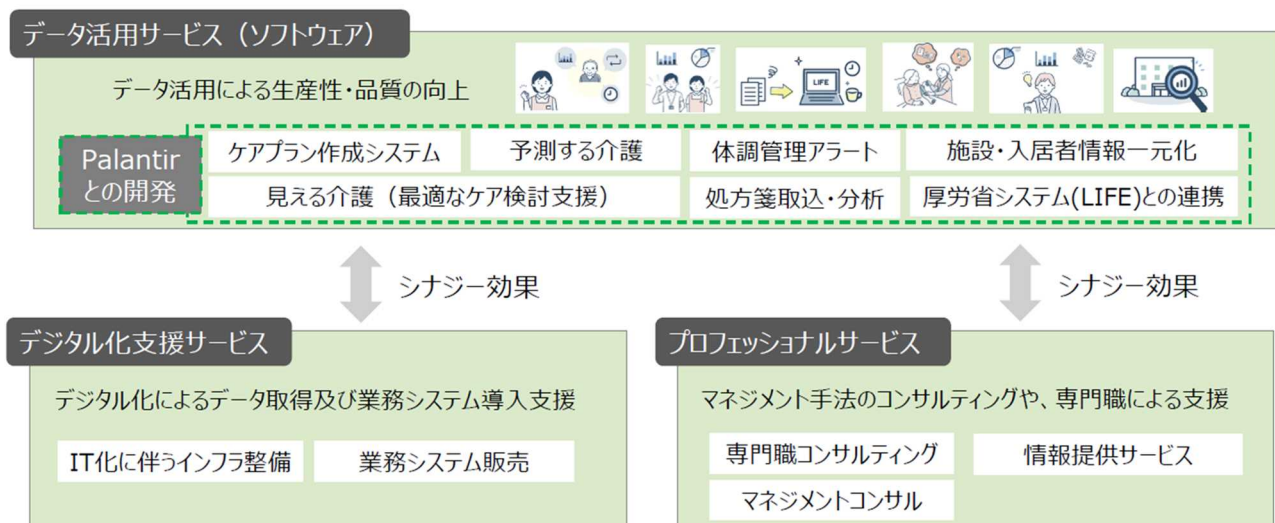 データ活用サービス（ソフトウェア）
データ活用による生産性・品質の向上
LIFE
Palantir
との開発
ケアプラン作成システム
予測する介護
体調管理アラート
施設・入居者情報一元化
見える介護（最適なケア検討支援）
処方箋取込・分析
厚労省システム(LIFE)との連携
シナジー効果
シナジー効果
デジタル化支援サービス
デジタル化によるデータ取得及び業務システム導入支援
IT化に伴うインフラ整備
業務システム販売
プロフェッショナルサービス
マネジメント手法のコンサルティングや、専門職による支援
専門職コンサルティング
情報提供サービス
マネジメントコンサル